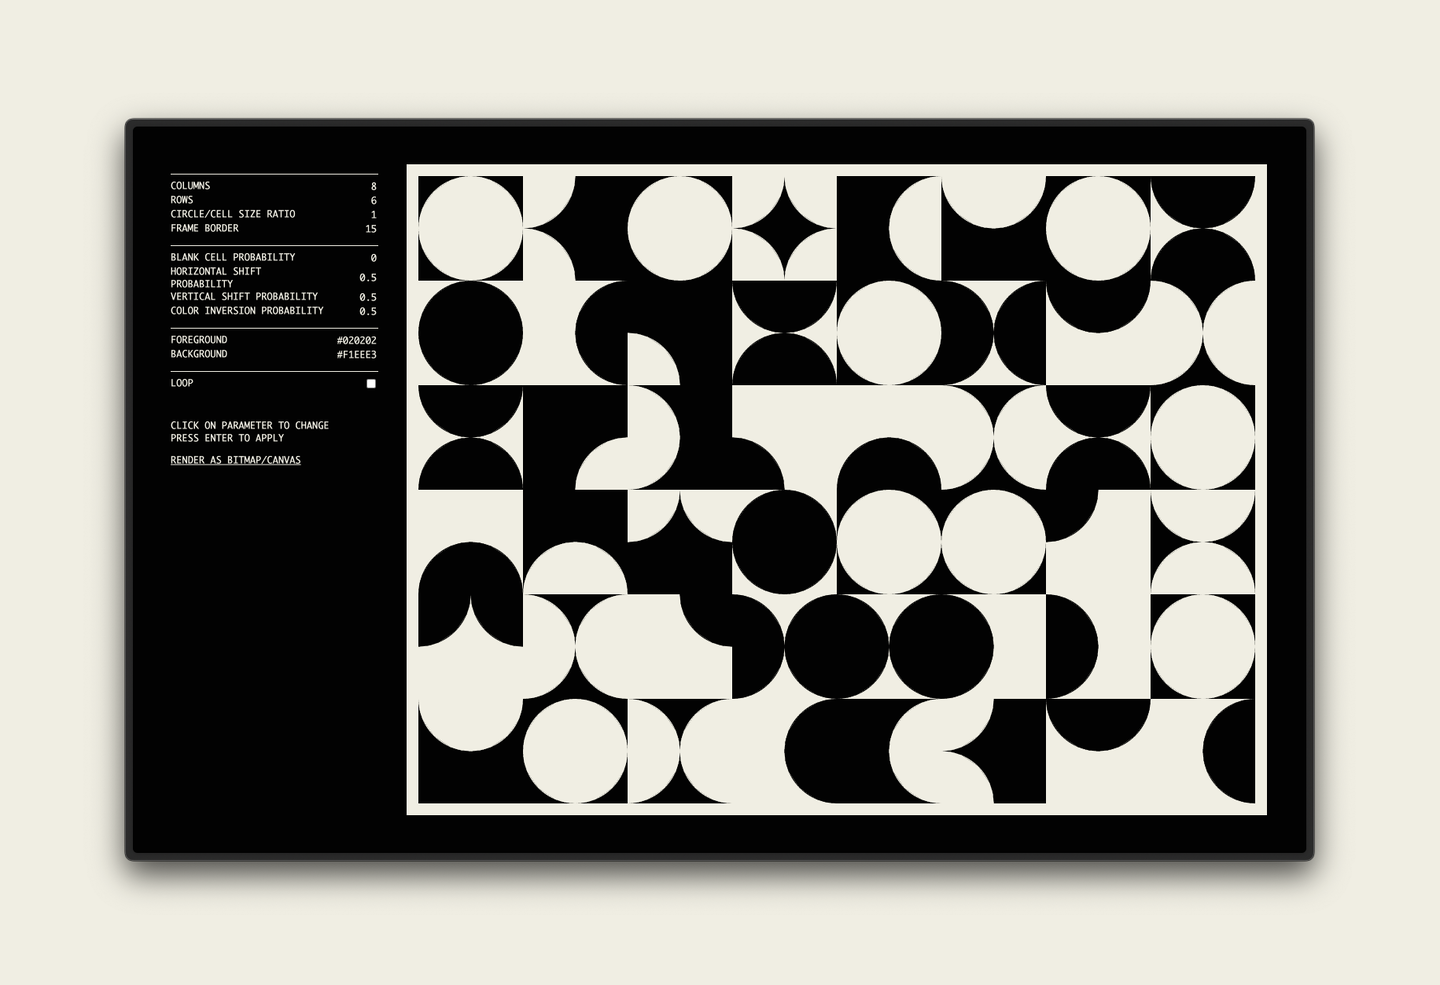 COLUMNS 8
ROWS 6
CIRCLE/CELL SIZE RATIO 1
FRAME BORDER 15
BLANK CELL PROBABILITY 0
HORIZONTAL SHIFT
PROBABILITY 0.5
VERTICAL SHIFT PROBABILITY 0.5
COLOR INVERSION PROBABILITY 0.5
FOREGROUND #020202
BACKGROUND #F1EEE3
LOOP
CLICK ON PARAMETER TO CHANGE
PRESS ENTER TO APPLY
RENDER AS BITMAP/CANVAS